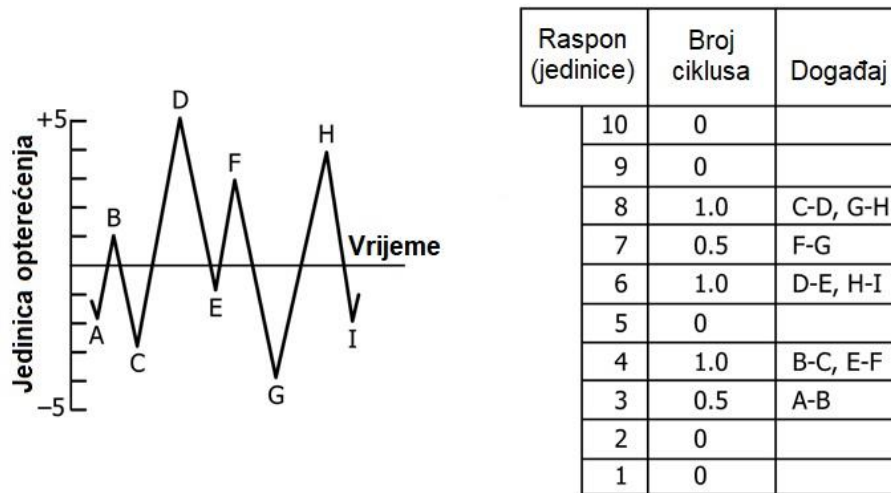 +5
D
H
F
B
Vrijeme
Jedinica opterećenja
A
E
C
I
G
–5
Raspon (jedinice)
Broj ciklusa
Događaj
10 0
9 0
8 1.0 C-D, G-H
7 0.5 F-G
6 1.0 D-E, H-I
5 0
4 1.0 B-C, E-F
3 0.5 A-B
2 0
1 0